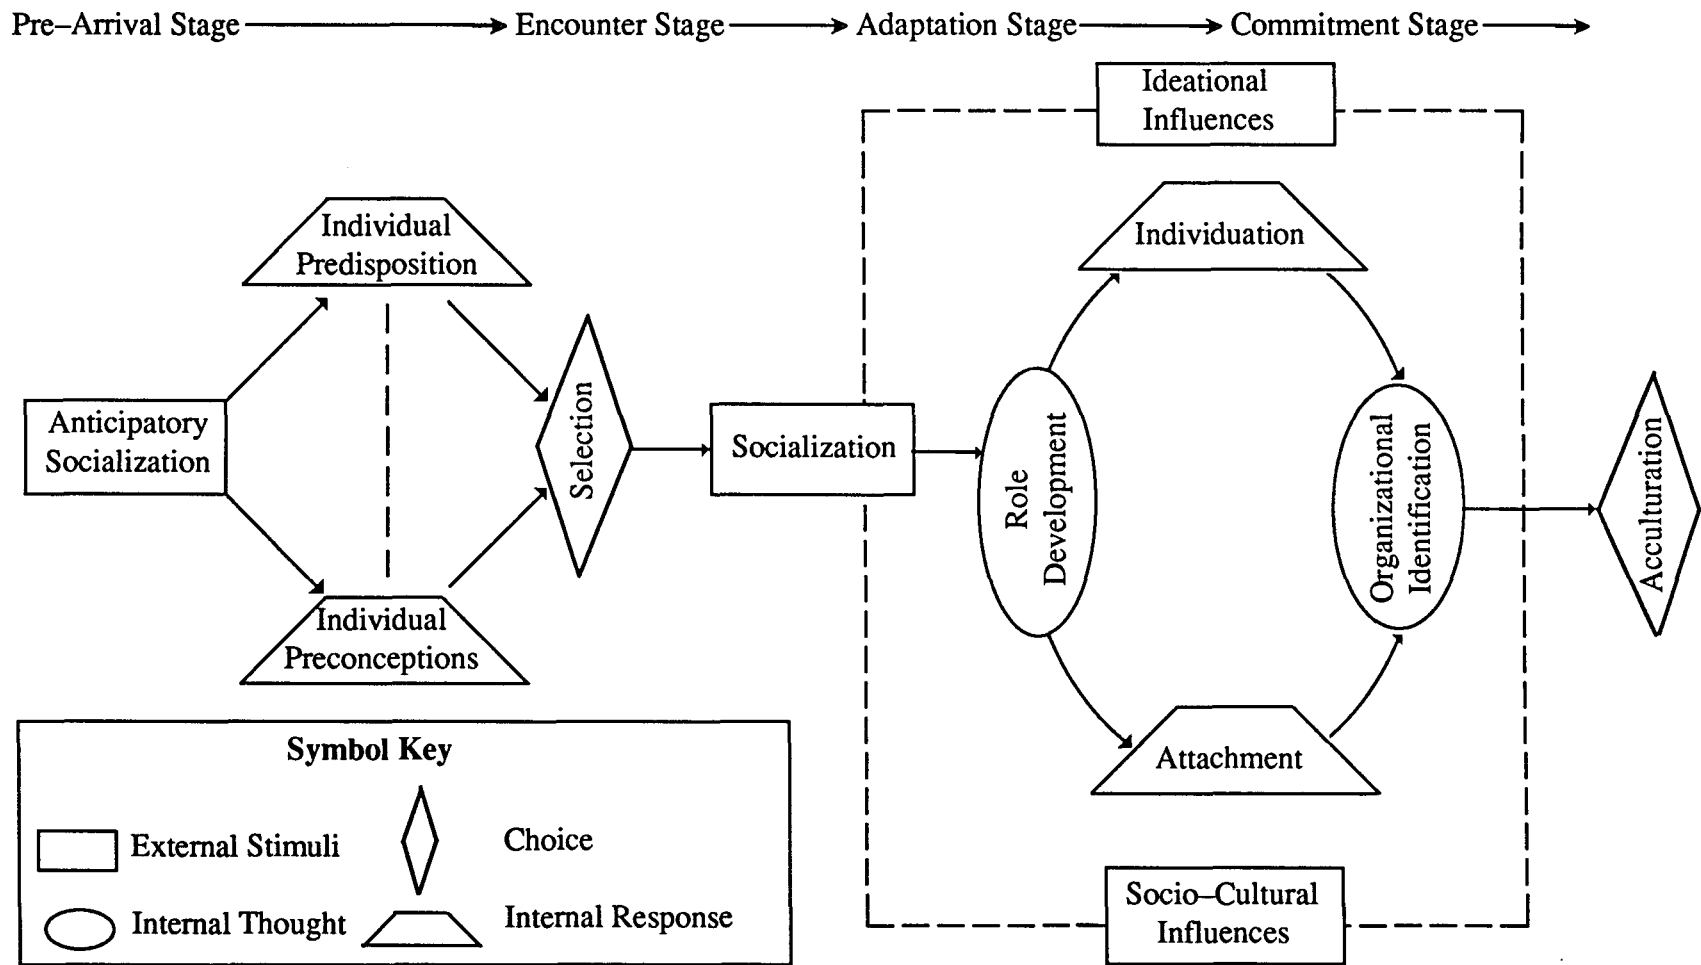 Pre–Arrival Stage Encounter Stage Adaptation Stage Commitment Stage
Ideational
Influences
Individual
Predisposition
Individuation
Anticipatory
Socialization
Selection
Socialization
Role
Development
Organizational
Identification
Acculturation
Individual
Preconceptions
Attachment
Socio–Cultural
Influences
Symbol Key
External Stimuli
Choice
Internal Thought
Internal Response